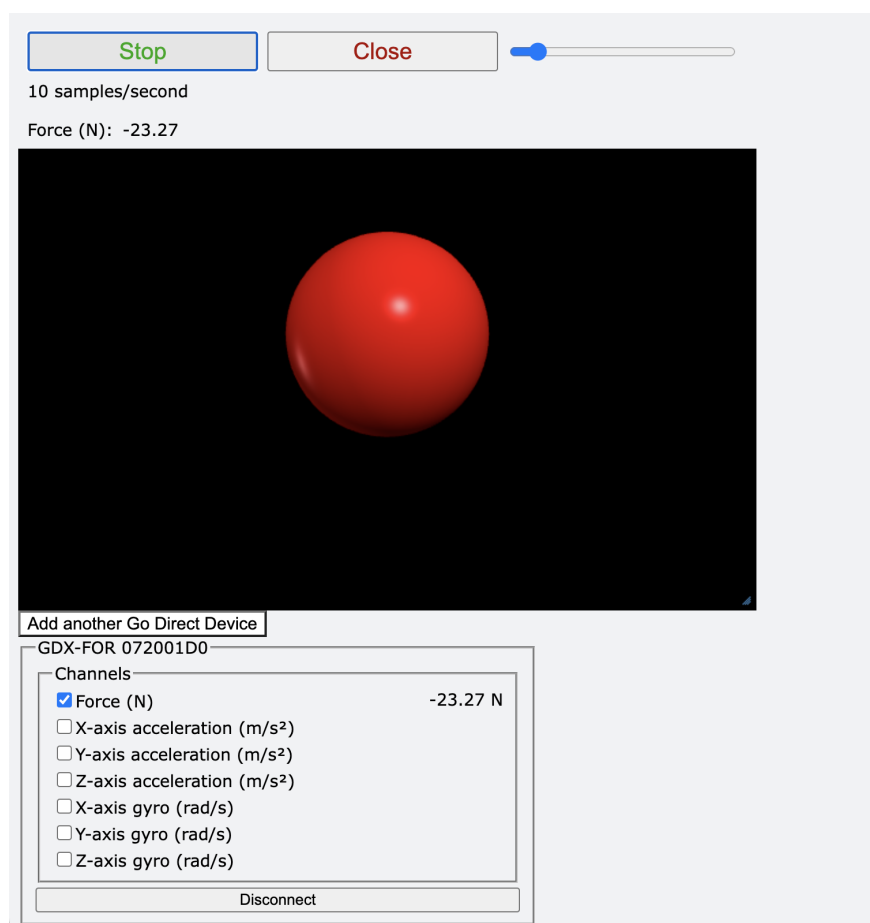 Stop Close
10 samples/second
Force (N): -23.27
Add another Go Direct Device
GDX-FOR 072001D0
Channels
Force (N) -23.27 N
X-axis acceleration (m/s²)
Y-axis acceleration (m/s²)
Z-axis acceleration (m/s²)
X-axis gyro (rad/s)
Y-axis gyro (rad/s)
Z-axis gyro (rad/s)
Disconnect